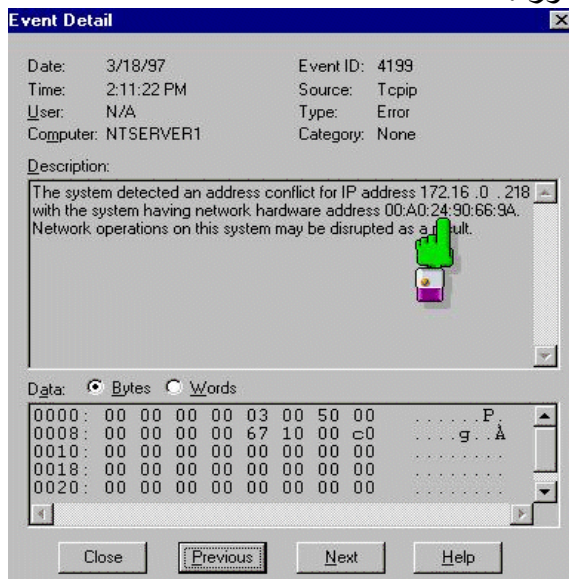 Event Detail
Date: 3/18/97 Event ID: 4199
Time: 2:11:22 PM Source: Tcpip
User: N/A Type: Error
Computer: NTSERVER1 Category: None
Description:
The system detected an address conflict for IP address 172.16 .0 . 218
with the system having network hardware address 00:A0:24:90:66:9A.
Network operations on this system may be disrupted as a result.
Data: Bytes Words
0000: 00 00 00 00 03 00 50 00 ......P.
0008: 00 00 00 00 67 10 00 c0 ....g..À
0010: 00 00 00 00 00 00 00 00 ........
0018: 00 00 00 00 00 00 00 00 ........
0020: 00 00 00 00 00 00 00 00 ........
Close Previous Next Help